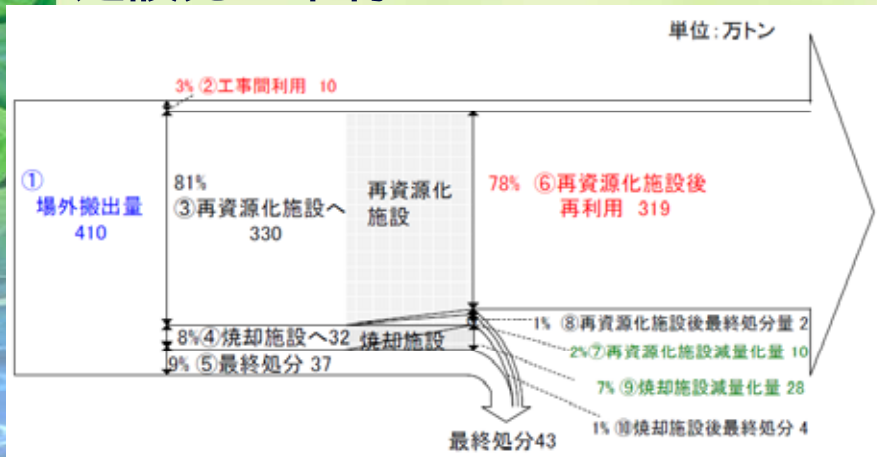 単位:万トン
3% ②工事間利用 10
①
場外搬出量
410
81%
③再資源化施設へ
330
再資源化
施設
78% ⑥再資源化施設後
再利用 319
8%④焼却施設へ32
焼却施設
9% ⑤最終処分 37
1% ⑧再資源化施設後最終処分量 2
2%⑦再資源化施設減量化量 10
7% ⑨焼却施設減量化量 28
1% ⑩焼却施設後最終処分 4
最終処分43